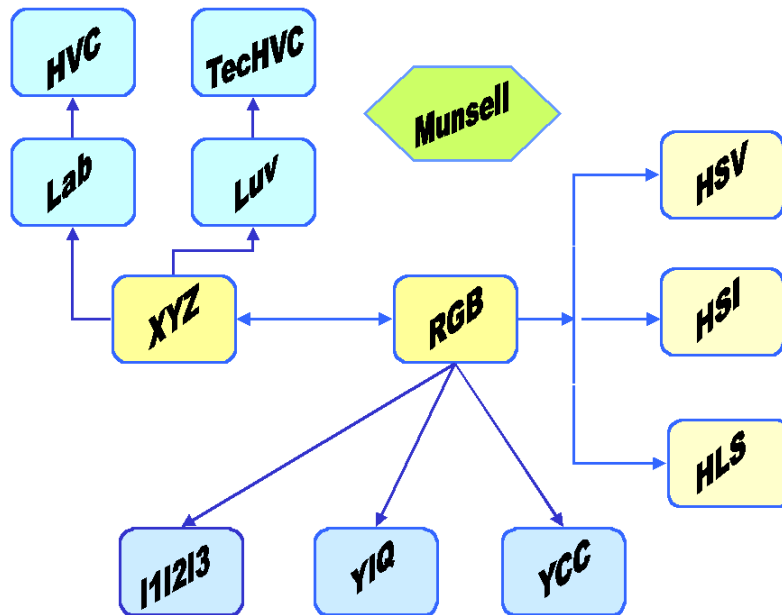 HVC
TecHVC
Munsell
Lab
Luv
HSV
XYZ
RGB
HSI
HLS
I1I2I3
YIQ
YCC